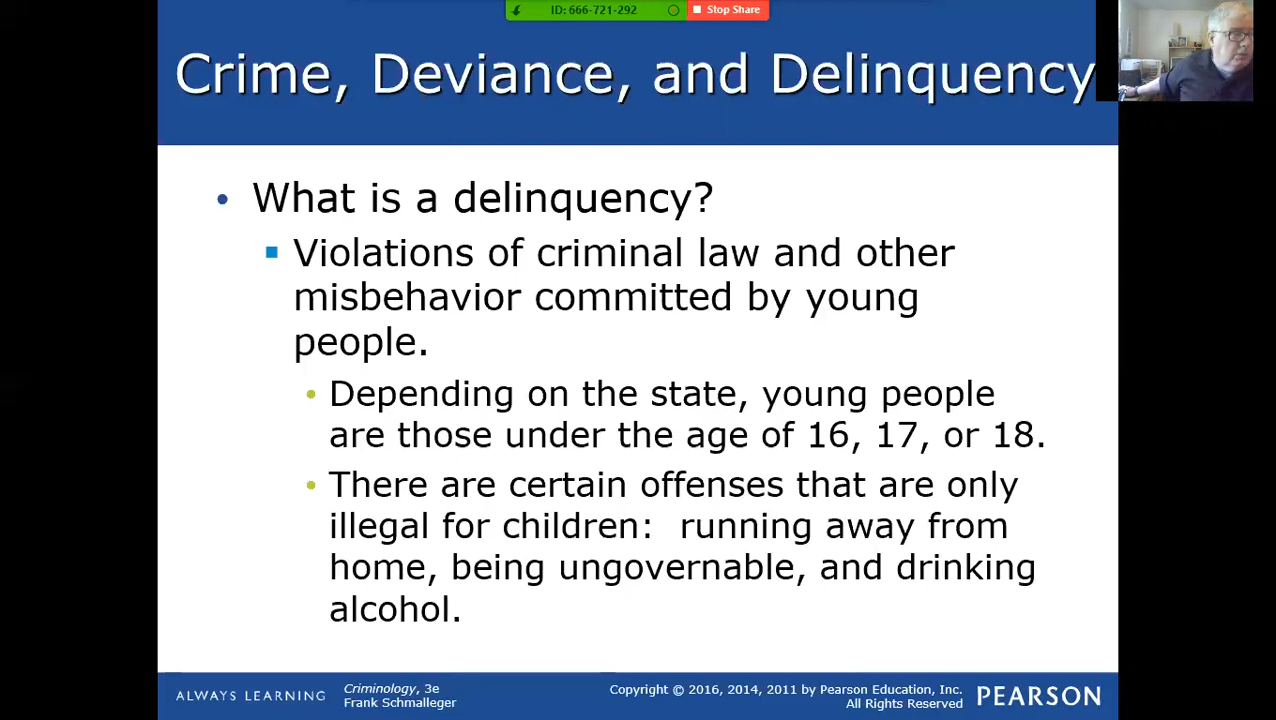 ID: 666-721-292
Stop Share
Crime, Deviance, and Delinquency
• What is a delinquency?
▪ Violations of criminal law and other
misbehavior committed by young
people.
• Depending on the state, young people
are those under the age of 16, 17, or 18.
• There are certain offenses that are only
illegal for children:  running away from
home, being ungovernable, and drinking
alcohol.
ALWAYS LEARNING
Criminology, 3e
Frank Schmalleger
Copyright © 2016, 2014, 2011 by Pearson Education, Inc.
All Rights Reserved
PEARSON